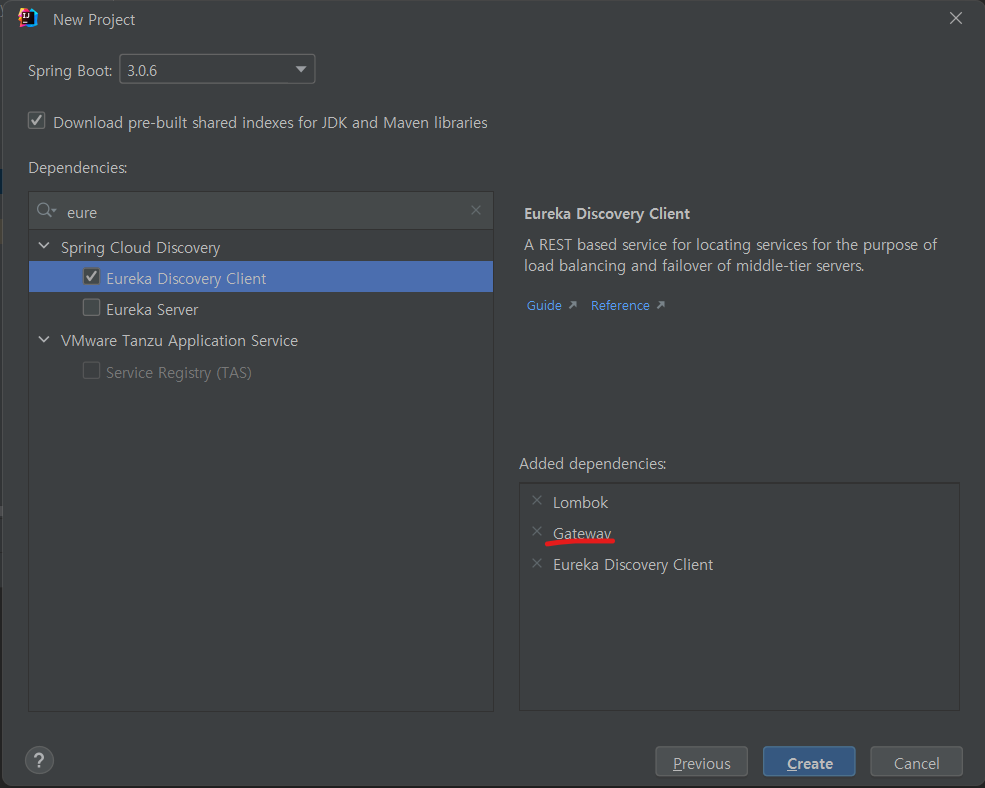 New Project
Spring Boot: 3.0.6
Download pre-built shared indexes for JDK and Maven libraries
Dependencies:
eure
Spring Cloud Discovery
Eureka Discovery Client
Eureka Server
VMware Tanzu Application Service
Service Registry (TAS)
Eureka Discovery Client
A REST based service for locating services for the purpose of
load balancing and failover of middle-tier servers.
Guide Reference
Added dependencies:
Lombok
Gateway
Eureka Discovery Client
? Previous Create Cancel